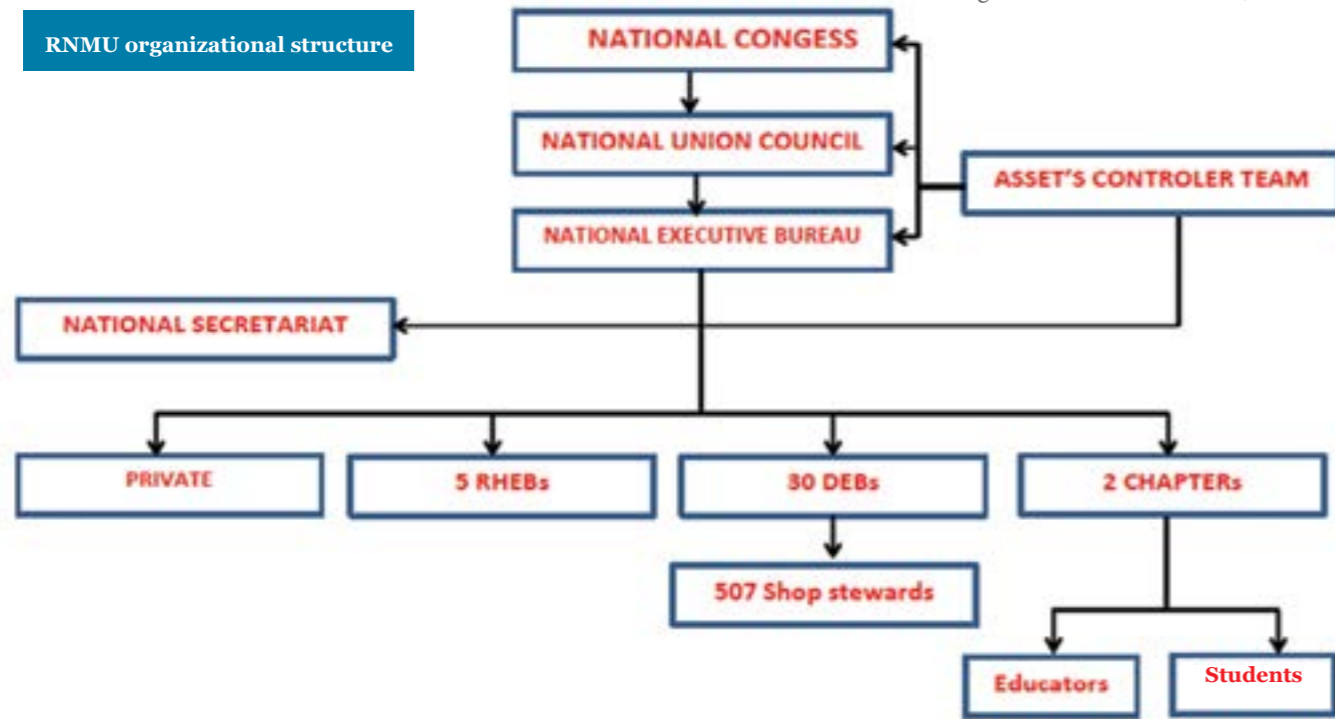 RNMU organizational structure
NATIONAL CONGESS
NATIONAL UNION COUNCIL
ASSET'S CONTROLER TEAM
NATIONAL EXECUTIVE BUREAU
NATIONAL SECRETARIAT
PRIVATE
5 RHEBs
30 DEBs
2 CHAPTERs
507 Shop stewards
Educators
Students